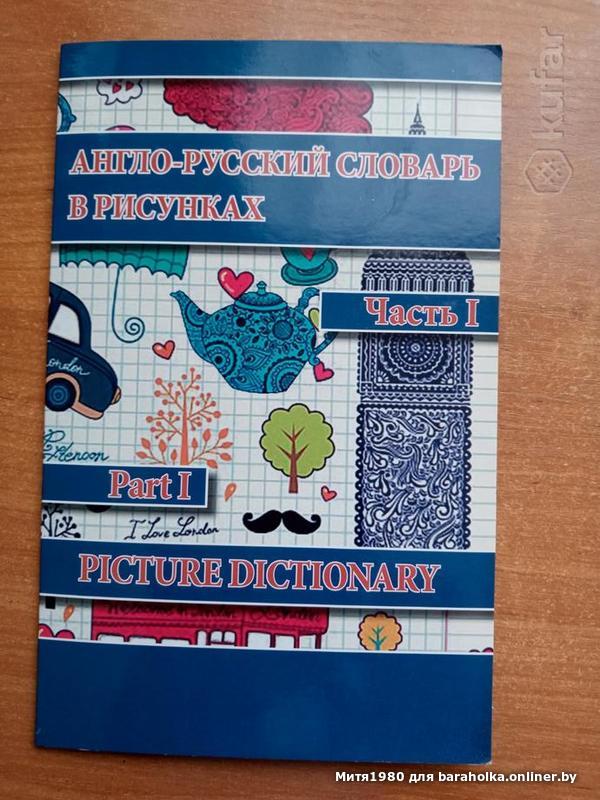 kufar
АНГЛО-РУССКИЙ СЛОВАРЬ
В РИСУНКАХ
Часть I
London
Part I
I Love London
PICTURE DICTIONARY
Митя1980 для baraholka.onliner.by